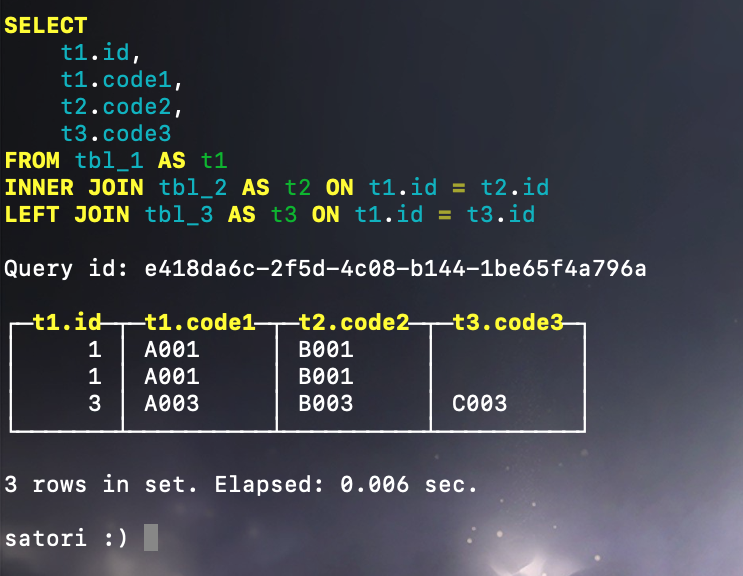 SELECT
    t1.id,
    t1.code1,
    t2.code2,
    t3.code3
FROM tbl_1 AS t1
INNER JOIN tbl_2 AS t2 ON t1.id = t2.id
LEFT JOIN tbl_3 AS t3 ON t1.id = t3.id
Query id: e418da6c-2f5d-4c08-b144-1be65f4a796a
t1.id t1.code1 t2.code2 t3.code3
1 A001 B001
1 A001 B001
3 A003 B003 C003
3 rows in set. Elapsed: 0.006 sec.
satori :)